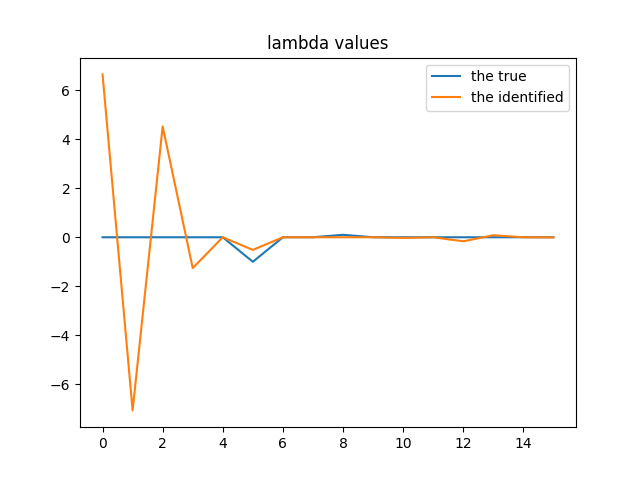 lambda values
the true
the identified
6
4
2
0
−2
−4
−6
0 2 4 6 8 10 12 14